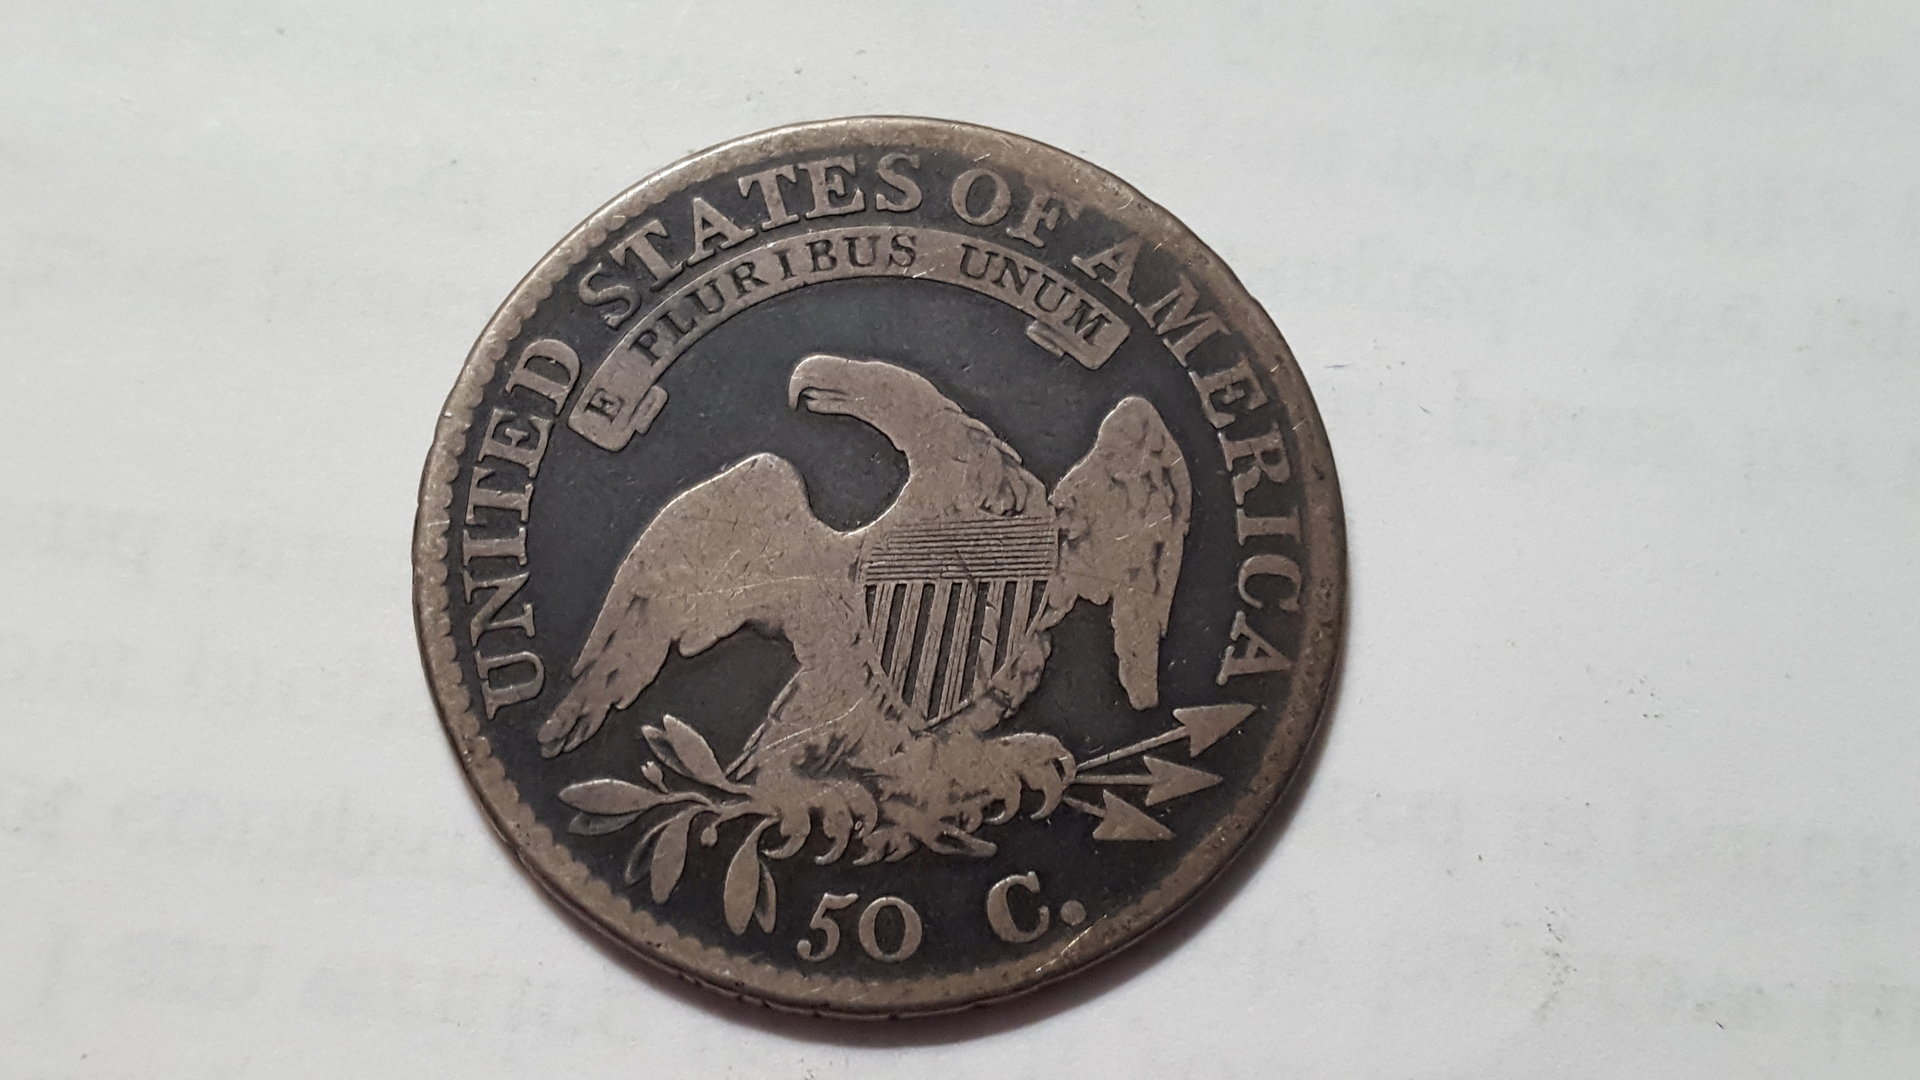 UNITED STATES OF AMERICA
E PLURIBUS UNUM
50 C.